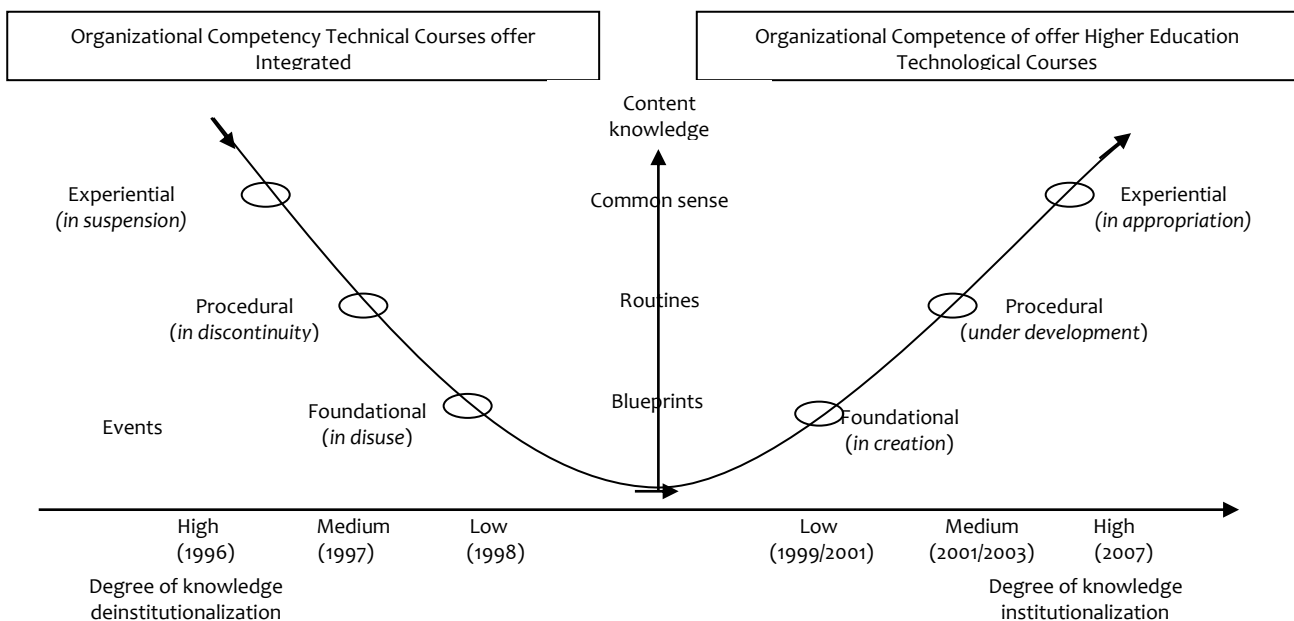 Organizacional Competency Technical Courses offer
Integrated
Organizational Competence of offer Higher Education
Technological Courses
Content
knowledge
Experiential
(in suspension)
Common sense
Experiential
(in appropriation)
Procedural
(in discontinuity)
Routines
Procedural
(under development)
Foundational
(in disuse)
Blueprints
Foundational
(in creation)
Events
High
(1996)
Medium
(1997)
Low
(1998)
Low
(1999/2001)
Medium
(2001/2003)
High
(2007)
Degree of knowledge
deinstitutionalization
Degree of knowledge
institutionalization